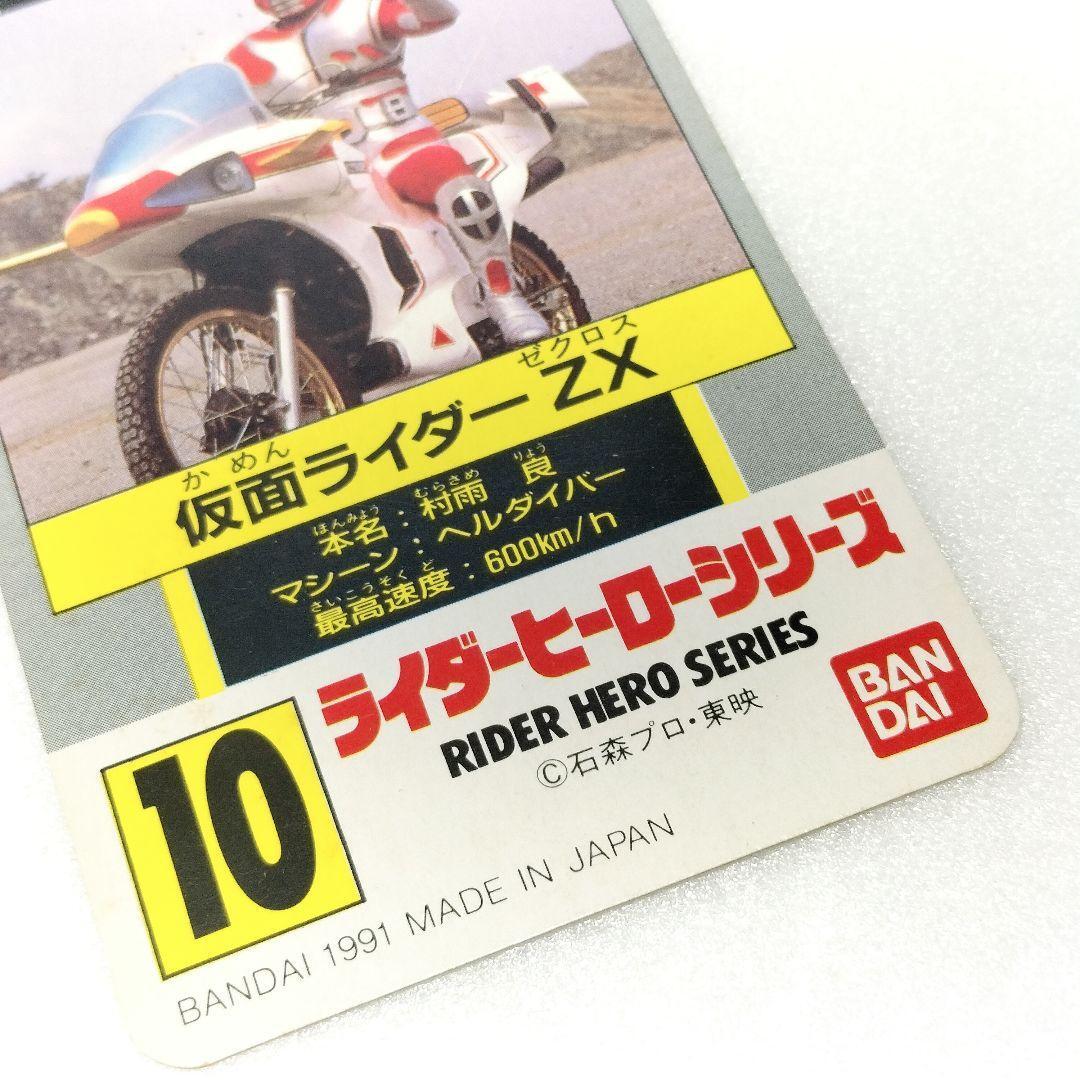 ゼクロス
かめん
仮面ライダーZX
ほんみょう むらさめ りょう
本名：村雨 良
マシーン：ヘルダイバー
さいこうそくど
最高速度：600km/h
ライダーヒーローシリーズ
RIDER HERO SERIES
©石森プロ・東映
BAN
DAI
10
BANDAI 1991 MADE IN JAPAN